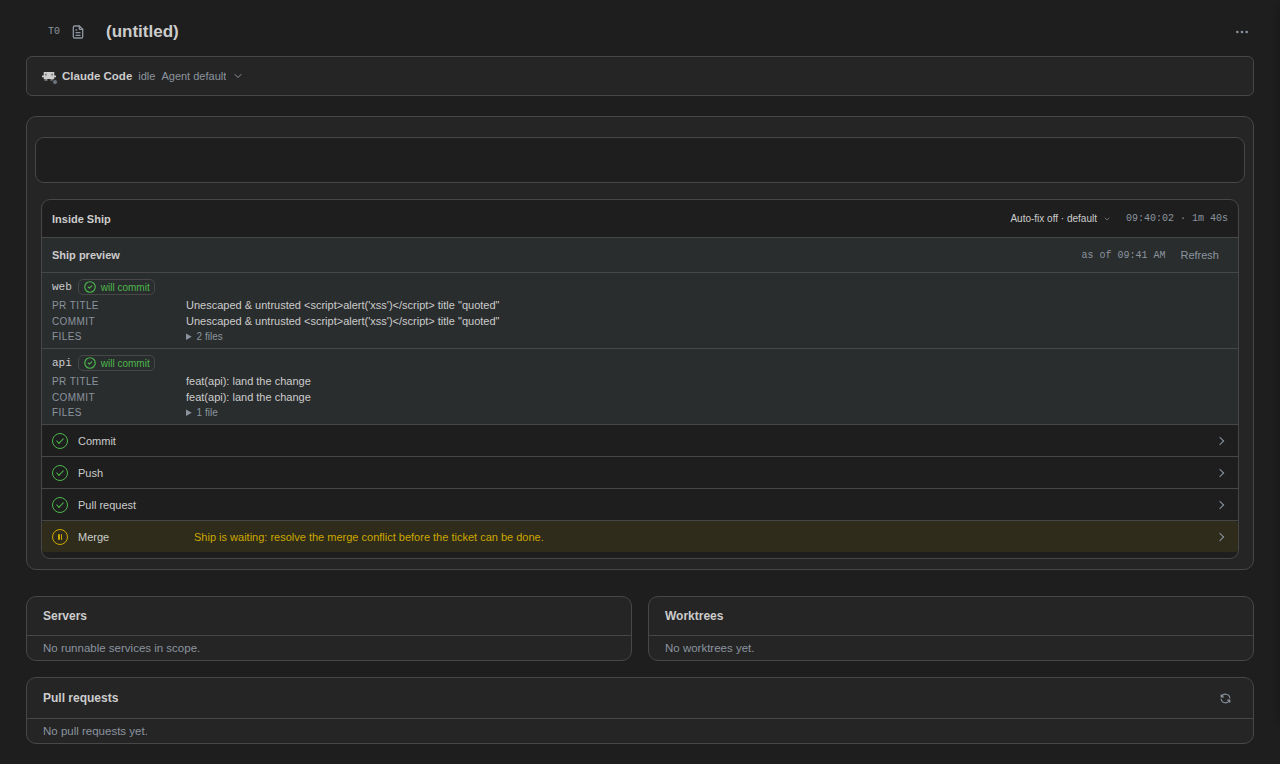 T0 (untitled)
Claude Code idle Agent default
Inside Ship Auto-fix off · default 09:40:02 · 1m 40s
Ship preview as of 09:41 AM Refresh
web will commit
PR TITLE Unescaped & untrusted <script>alert('xss')</script> title "quoted"
COMMIT Unescaped & untrusted <script>alert('xss')</script> title "quoted"
FILES 2 files
api will commit
PR TITLE feat(api): land the change
COMMIT feat(api): land the change
FILES 1 file
Commit
Push
Pull request
Merge Ship is waiting: resolve the merge conflict before the ticket can be done.
Servers
No runnable services in scope.
Worktrees
No worktrees yet.
Pull requests
No pull requests yet.